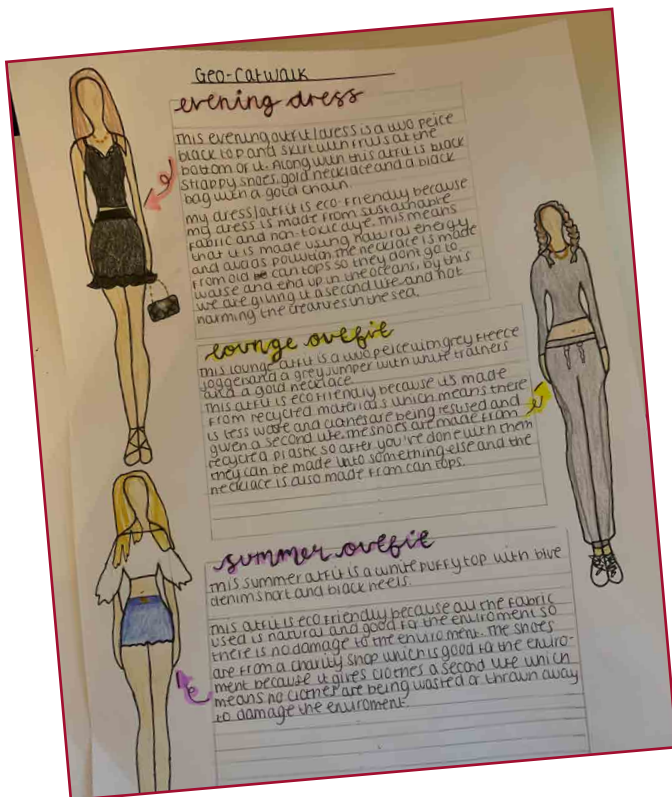 Geo-Catwalk
evening dress
This evening outfit/dress is a two peice
black top and skirt with frills at the
bottom of it. Along with this outfit is black
strappy shoes, gold necklace and a black
bag with a gold chain.
my dress/outfit is eco-friendly because
my dress is made from sustainable
fabric and non-toxic dye. This means
that it is made using natural energy
and avoids pollution. The necklace is made
from old can tops so they dont go to
waste and end up in the oceans, by this
we are giving it a second life and not
harming the creatures in the sea.
lounge
This lounge outfit is a two peice with grey fleece
joggers and a grey jumper with white trainers
and a gold necklace.
This outfit is eco friendly because its made
from recycled materials which means there
is less waste and clothes are being resused and
given a second life. The shoes are made from
recycled plastic so after you've done with them
they can be made into something else and the
necklace is also made from can tops.
summer
This summer outfit is a white puffy top with blue
denim short and black heels.
This outfit is eco friendly because all the fabric
used is natural and good for the enviroment so
there is no damage to the enviroment. The shoes
are from a charity shop which is good for the enviro-
ment because it gives clothes a second life which
means no clothes are being wasted or thrown away
to damage the enviroment.